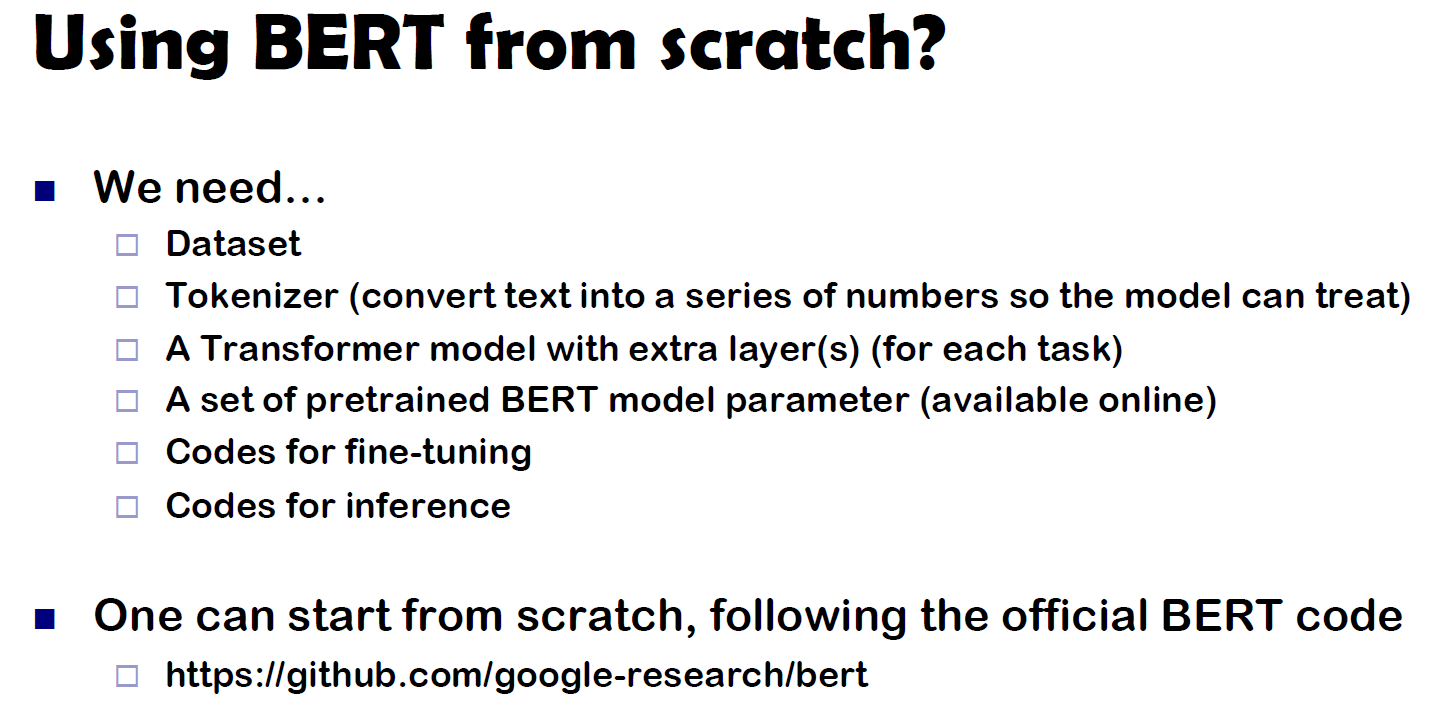 Using BERT from scratch?
We need…
Dataset
Tokenizer (convert text into a series of numbers so the model can treat)
A Transformer model with extra layer(s) (for each task)
A set of pretrained BERT model parameter (available online)
Codes for fine-tuning
Codes for inference
One can start from scratch, following the official BERT code
https://github.com/google-research/bert